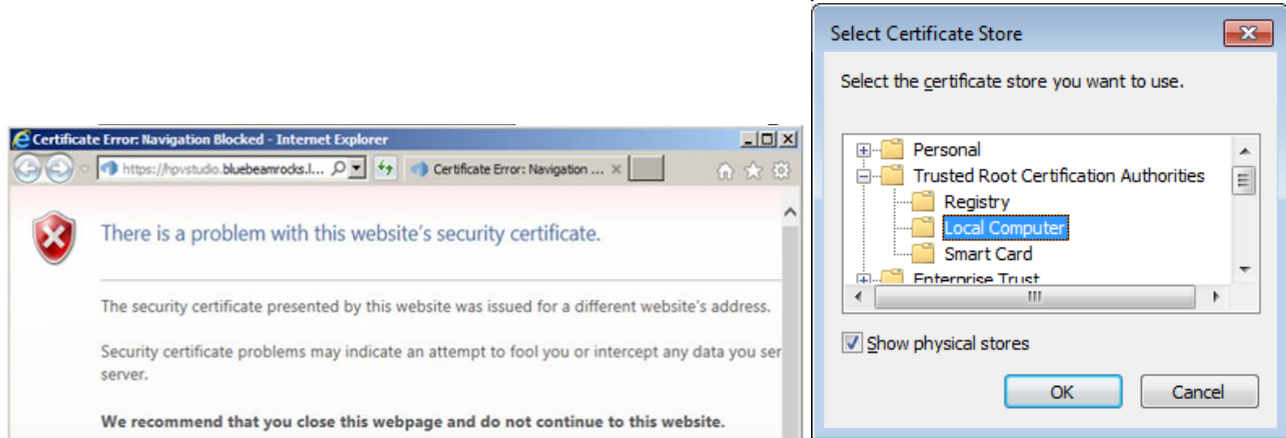 Certificate Error: Navigation Blocked - Internet Explorer
https://hpvstudio.bluebeamrocks.l... Certificate Error: Navigation ...
There is a problem with this website's security certificate.
The security certificate presented by this website was issued for a different website's address.
Security certificate problems may indicate an attempt to fool you or intercept any data you ser
server.
We recommend that you close this webpage and do not continue to this website.
Select Certificate Store
Select the certificate store you want to use.
Personal
Trusted Root Certification Authorities
Registry
Local Computer
Smart Card
Enterprise Trust
Show physical stores
OK Cancel